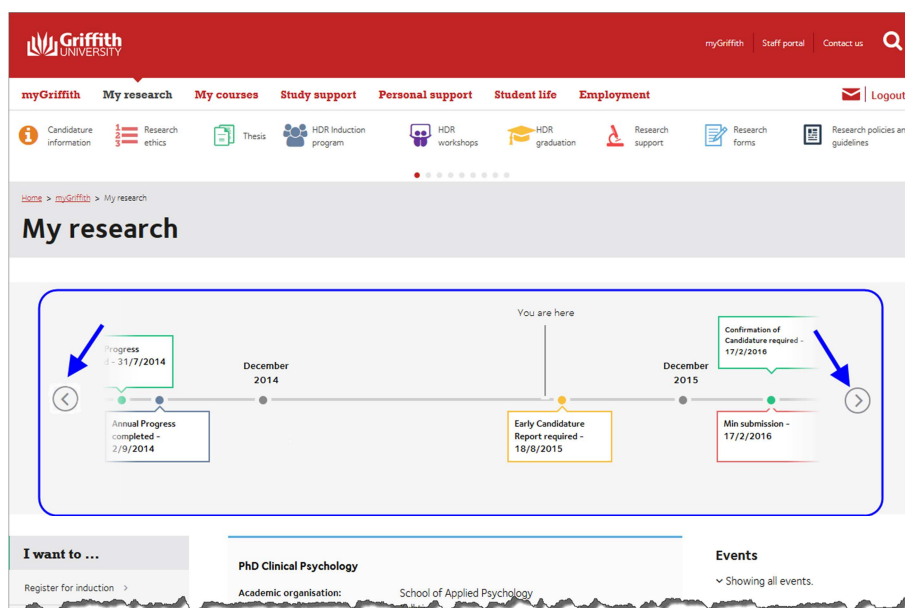 Griffith
UNIVERSITY
myGriffith Staff portal Contact us
myGriffith My research My courses Study support Personal support Student life Employment Logout
Candidature
information
1
2
3
Research
ethics
Thesis
HDR Induction
program
HDR
workshops
HDR
graduation
Research
support
Research
forms
Research policies an
guidelines
Home > myGriffith > My research
My research
You are here
Progress
- 31/7/2014
December
2014
December
2015
Confirmation of
Candidature required -
17/2/2016
Annual Progress
completed -
2/9/2014
Early Candidature
Report required -
18/8/2015
Min submission -
17/2/2016
I want to ...
Register for induction >
PhD Clinical Psychology
Academic organisation: School of Applied Psychology
Events
Showing all events.